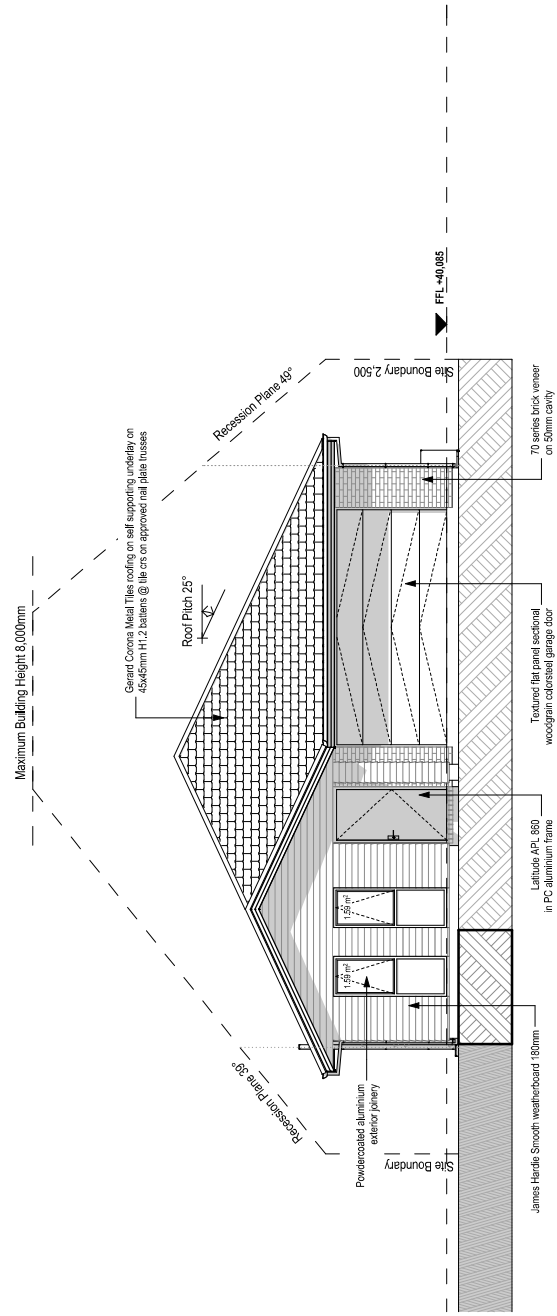 Maximum Building Height 8,000mm
Gerard Corona Metal Tiles roofing on self supporting underlay on
45x45mm H1.2 battens @ tile crs on approved nail plate trusses
Roof Pitch 25°
Recession Plane 49°
Recession Plane 39°
Site Boundary
Site Boundary 2,500
FFL +40,085
Powdercoated aluminium
exterior joinery
1.59 m²
1.59 m²
James Hardie Smooth weatherboard 180mm
Latitude APL 860
in PC aluminium frame
Textured flat panel sectional
woodgrain colorsteel garage door
70 series brick veneer
on 50mm cavity